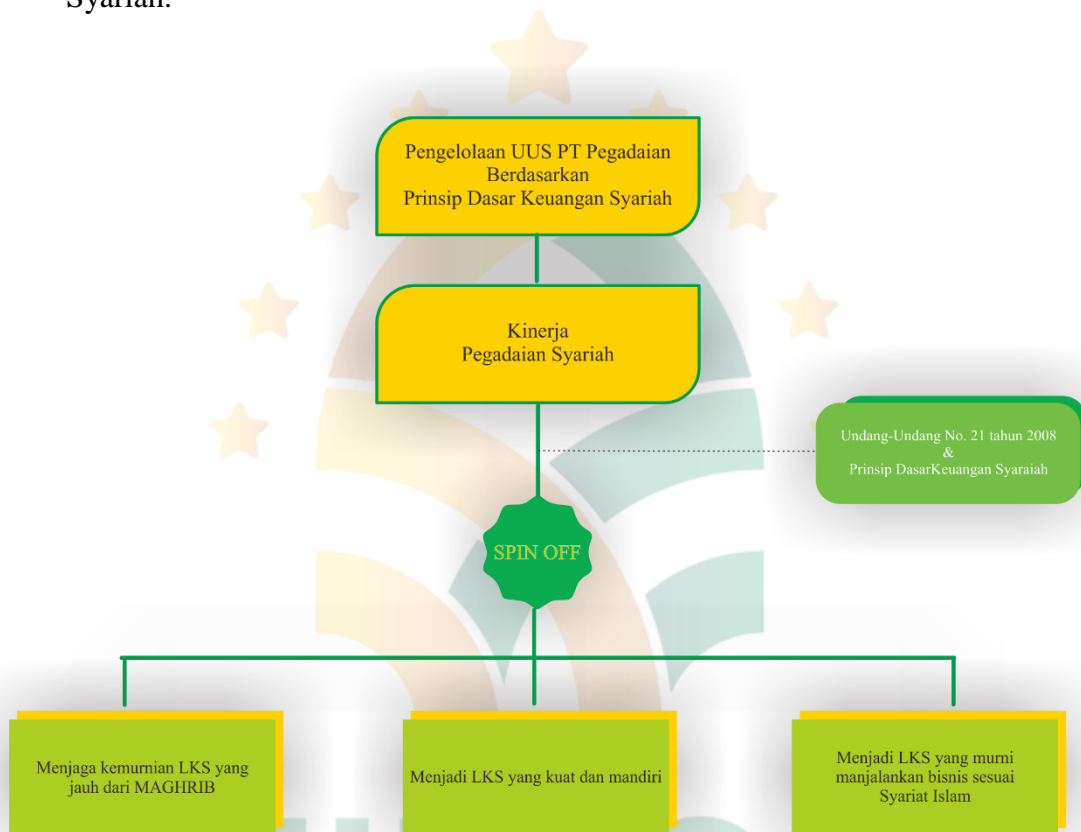 Syariah.
Pengelolaan UUS PT Pegadaian
Berdasarkan
Prinsip Dasar Keuangan Syariah
Kinerja
Pegadaian Syariah
Undang-Undang No. 21 tahun 2008
&
Prinsip DasarKeuangan Syaraiah
SPIN OFF
Menjaga kemurnian LKS yang
jauh dari MAGHRIB
Menjadi LKS yang kuat dan mandiri
Menjadi LKS yang murni
manjalankan bisnis sesuai
Syariat Islam